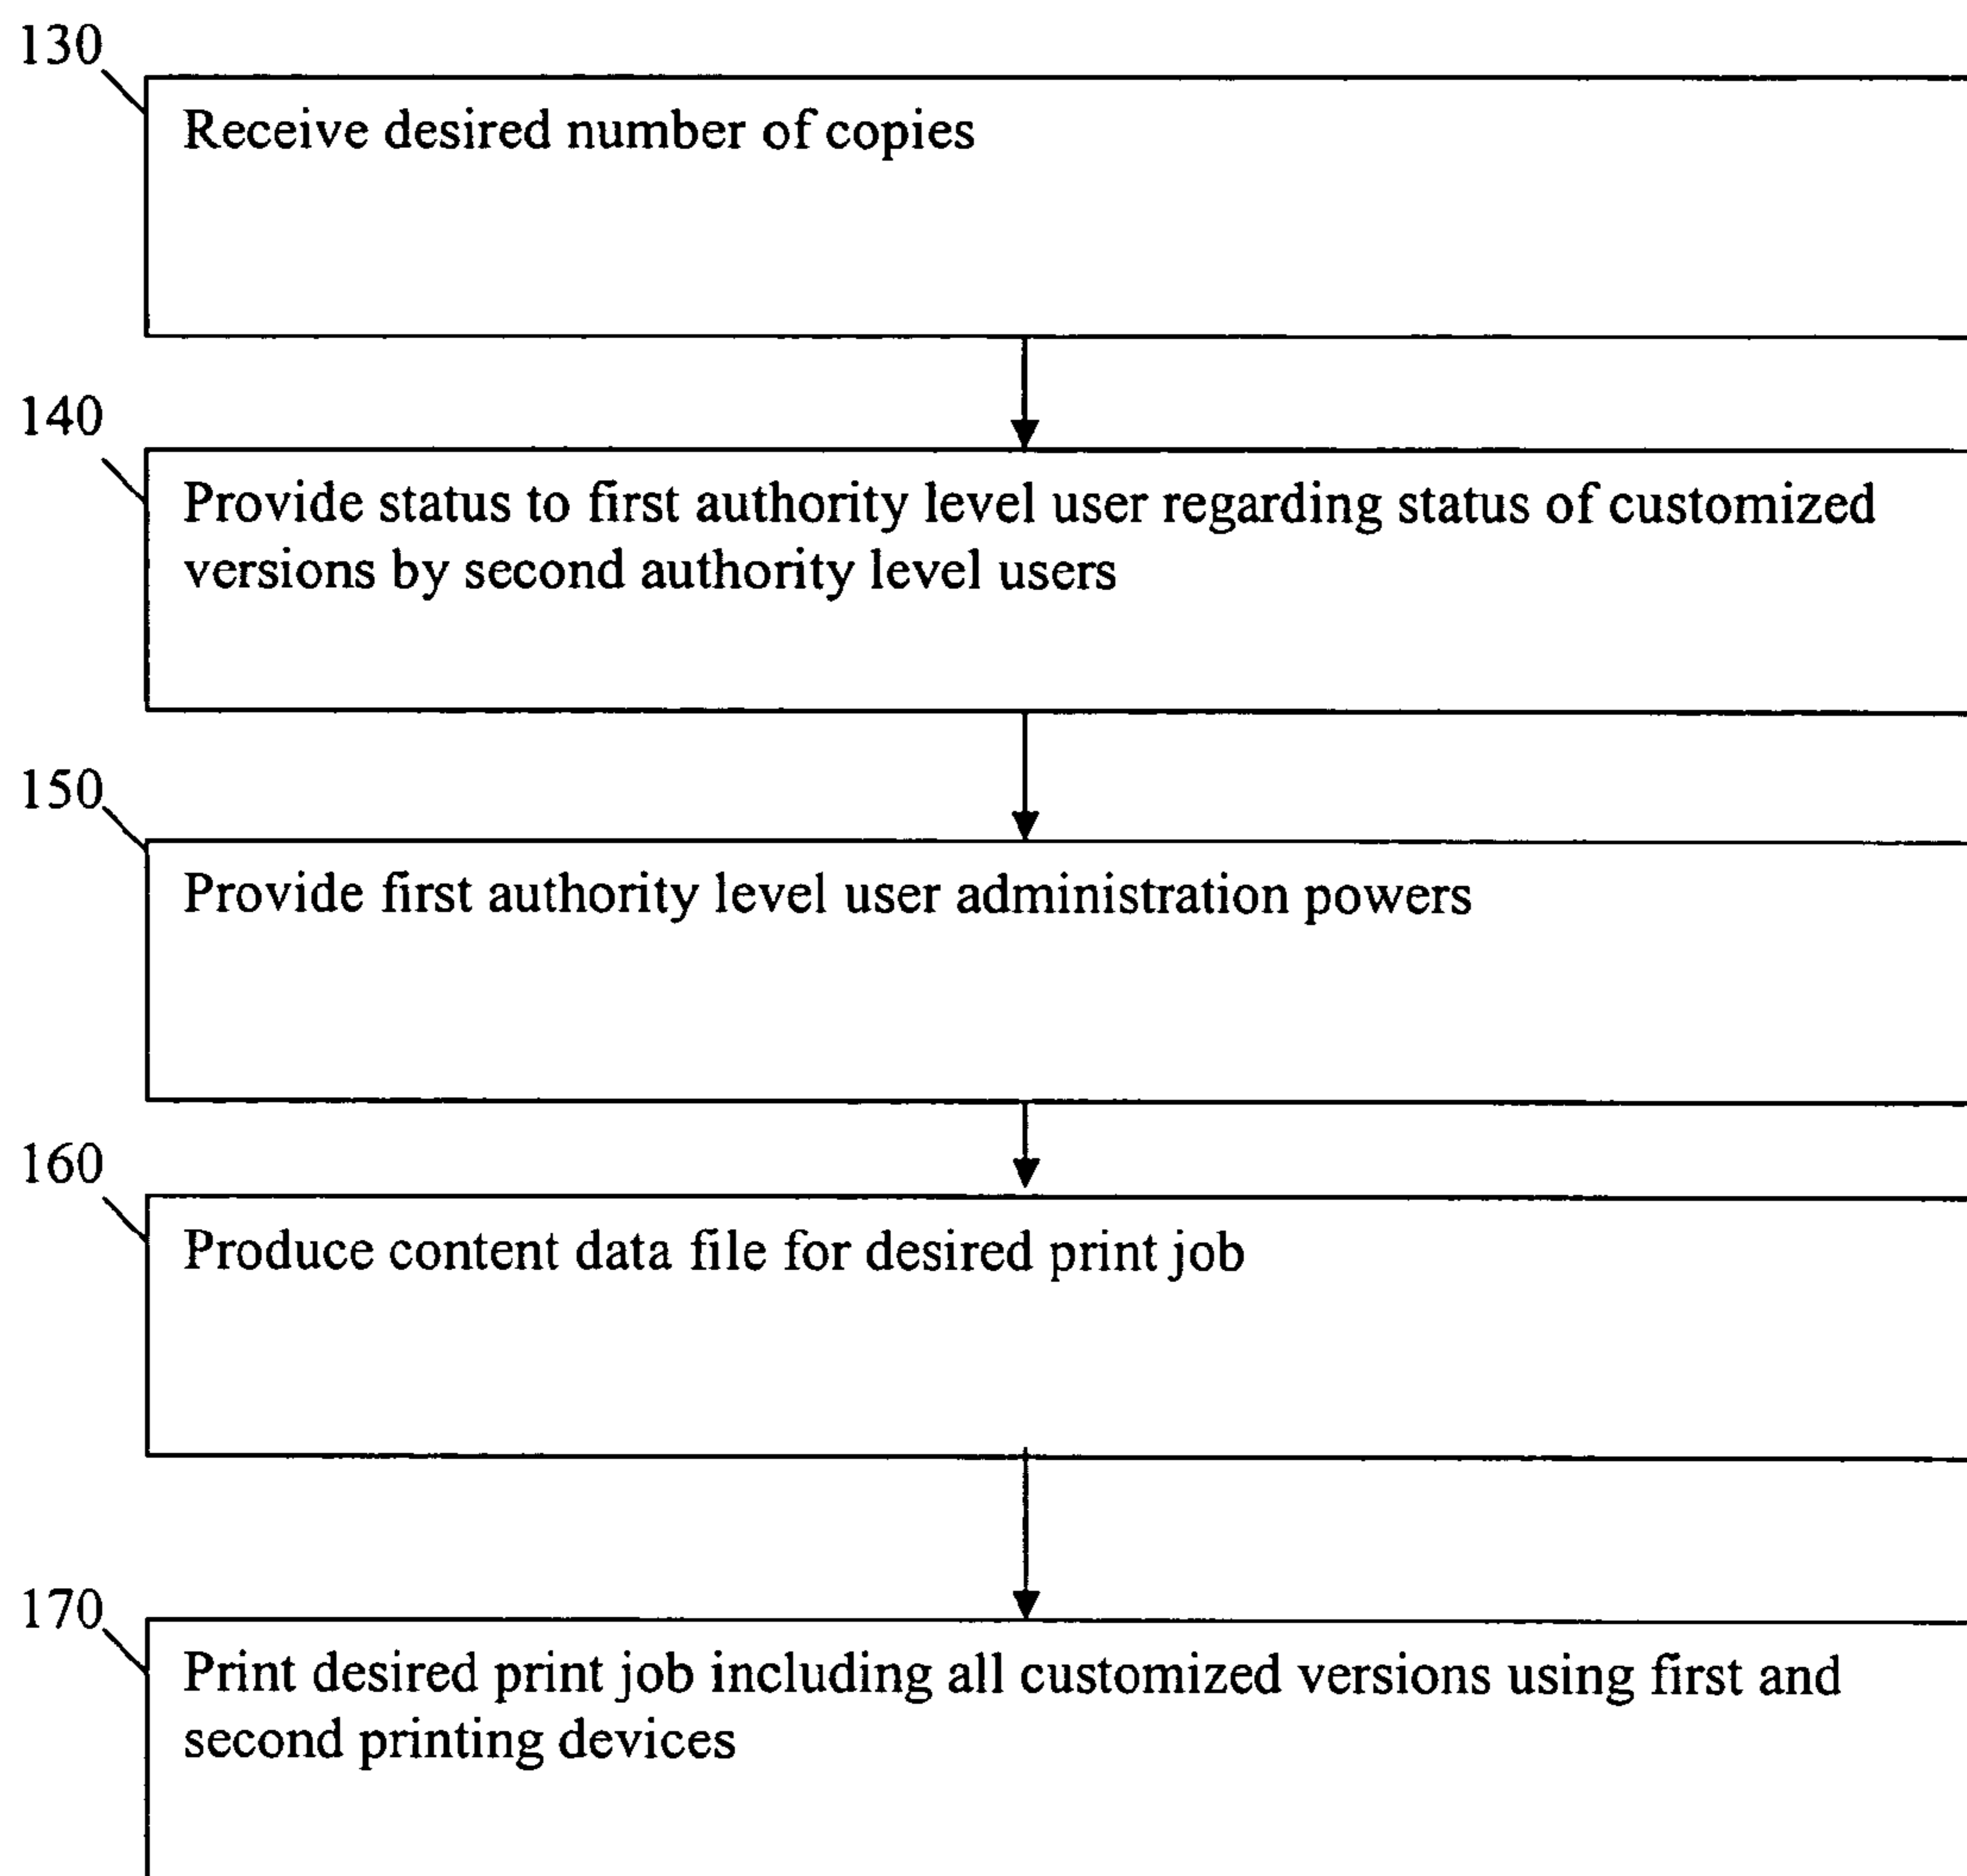 130
Receive desired number of copies
140
Provide status to first authority level user regarding status of customized
versions by second authority level users
150
Provide first authority level user administration powers
160
Produce content data file for desired print job
170
Print desired print job including all customized versions using first and
second printing devices